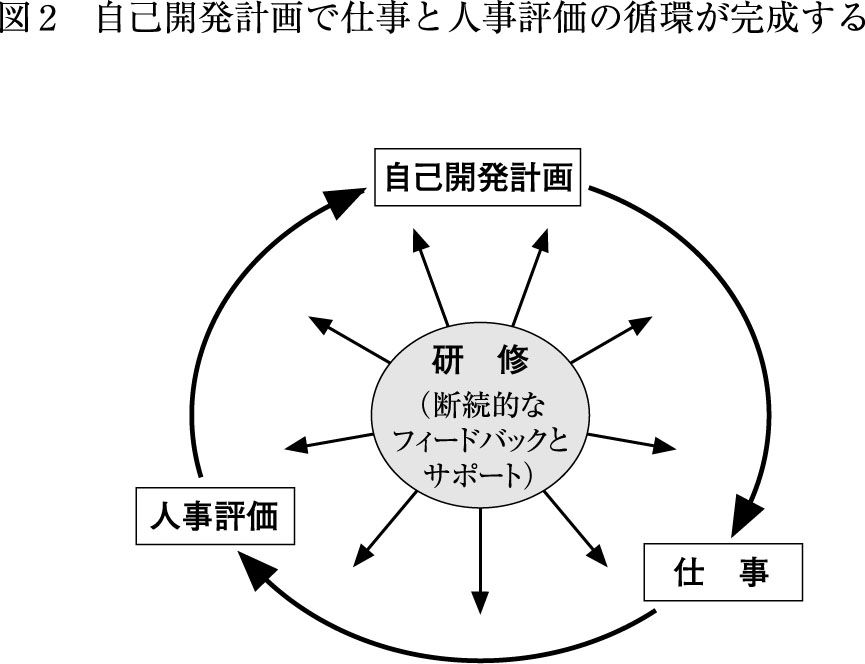 図２　自己開発計画で仕事と人事評価の循環が完成する
自己開発計画
研　修
（断続的な
フィードバックと
サポート）
人事評価
仕　事